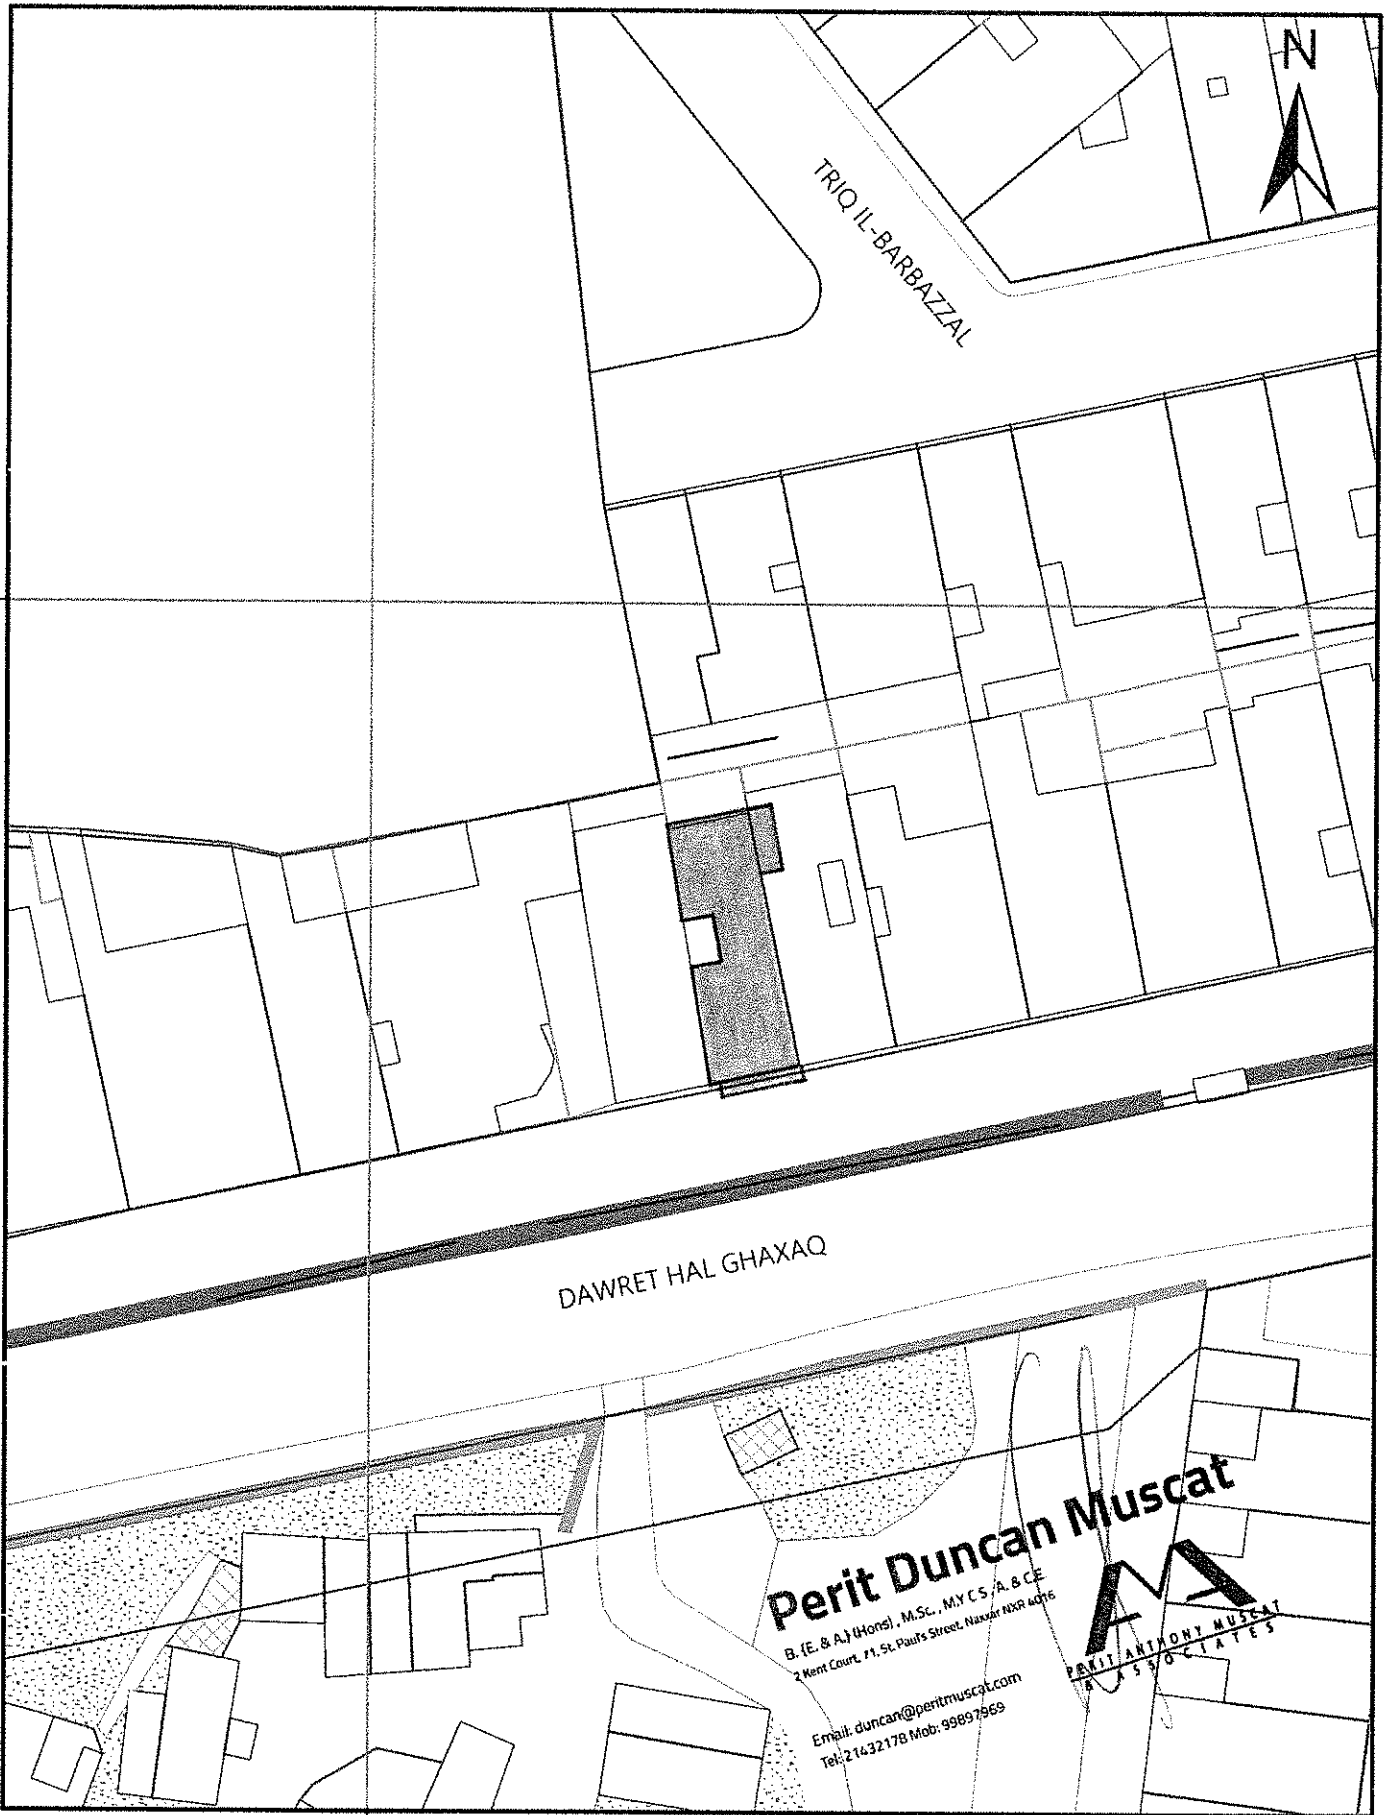 N
TRIQ IL-BARBAZZAL
DAWRET HAL GHAXAQ
Perit Duncan Muscat
B. (E. & A.) (Hons) , M.Sc. , M.Y C S , A. & C.E
2 Kent Court, 71, St. Paul's Street, Naxxar NXR 4016
Email: duncan@peritmuscat.com
Tel: 21432178 Mob: 99897969
PERIT ANTHONY MUSCAT
& ASSOCIATES